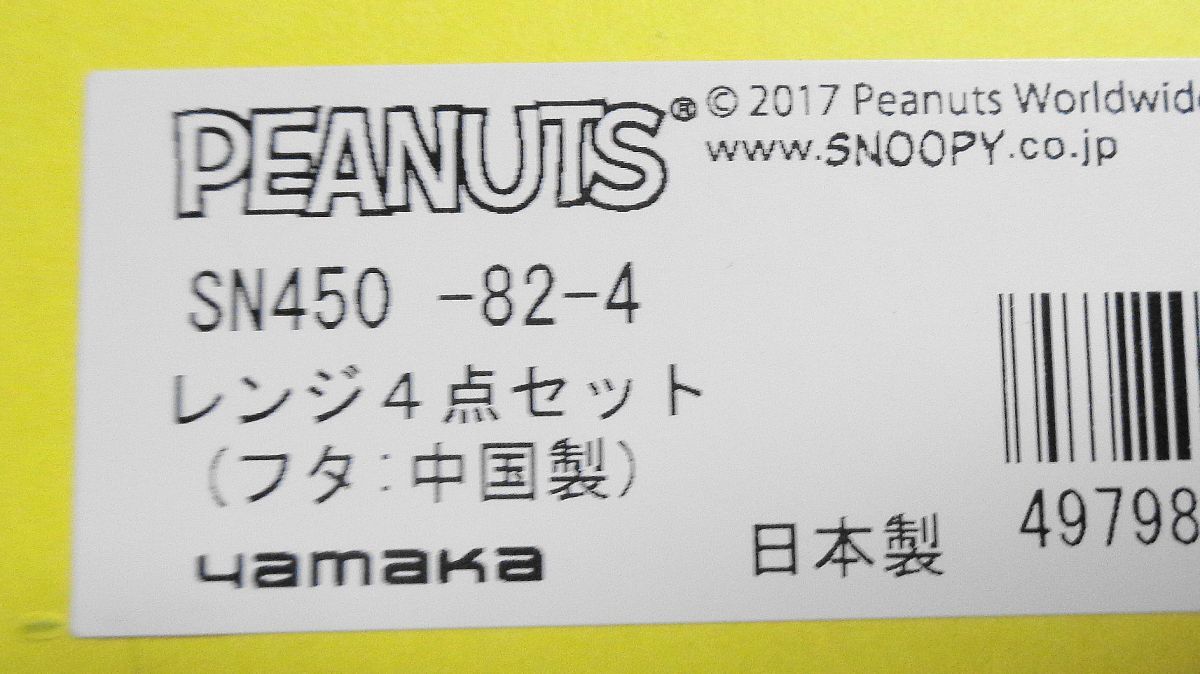 PEANUTS® © 2017 Peanuts Worldwide
www.SNOOPY.co.jp
SN450 -82-4
レンジ4点セット
(フタ:中国製)
yamaka
日本製
49798